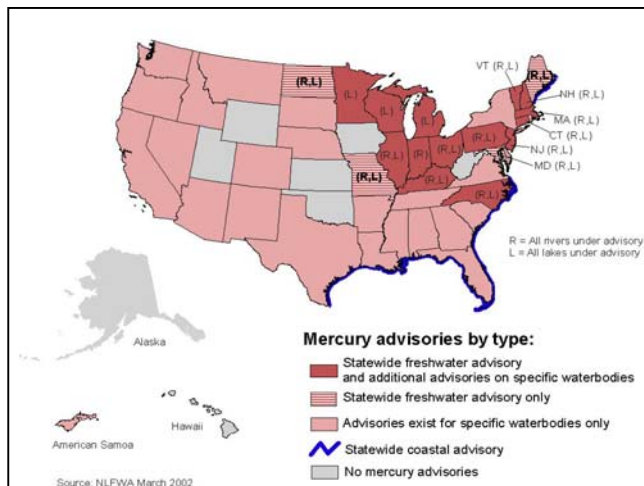 VT (R,L)
(R,L)
(R,L)
NH (R,L)
(L)
(L)
(L)
MA (R,L)
CT (R,L)
(R,L)
NJ (R,L)
(R,L)
(R)
(R,L)
MD (R,L)
(R,L)
(R,L)
(R,L)
R = All rivers under advisory
L = All lakes under advisory
Alaska
Hawaii
American Samoa
Mercury advisories by type:
Statewide freshwater advisory
and additional advisories on specific waterbodies
Statewide freshwater advisory only
Advisories exist for specific waterbodies only
Statewide coastal advisory
No mercury advisories
Source: NLFWA March 2002